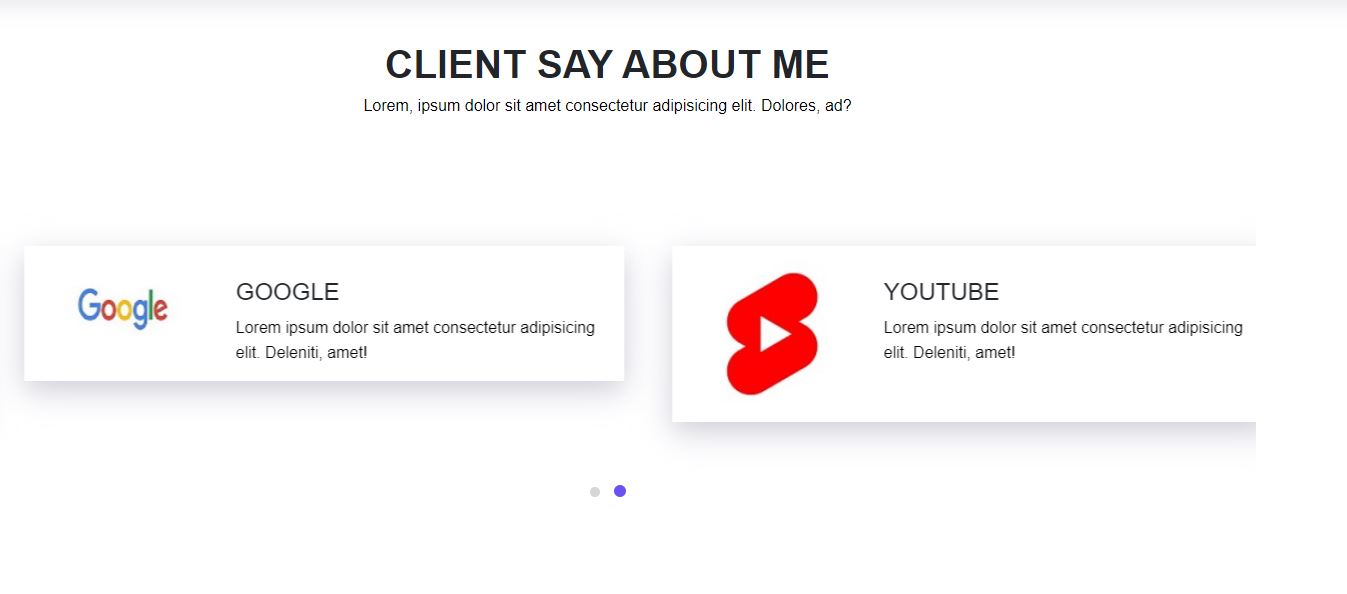 CLIENT SAY ABOUT ME
Lorem, ipsum dolor sit amet consectetur adipisicing elit. Dolores, ad?
Google
GOOGLE
Lorem ipsum dolor sit amet consectetur adipisicing
elit. Deleniti, amet!
YOUTUBE
Lorem ipsum dolor sit amet consectetur adipisicing
elit. Deleniti, amet!